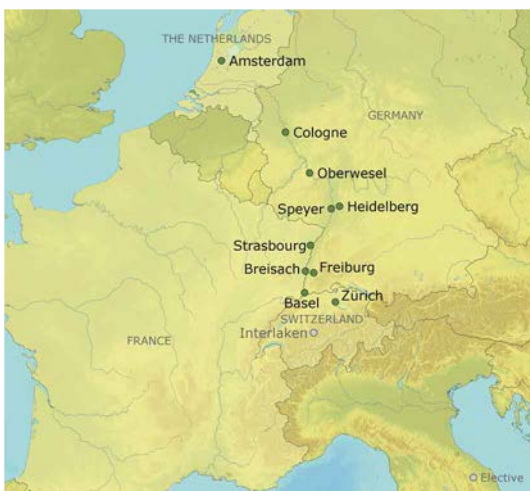 THE NETHERLANDS
Amsterdam
GERMANY
Cologne
Oberwesel
Speyer
Heidelberg
Strasbourg
Breisach
Freiburg
Basel
Zürich
SWITZERLAND
Interlaken
FRANCE
Elective